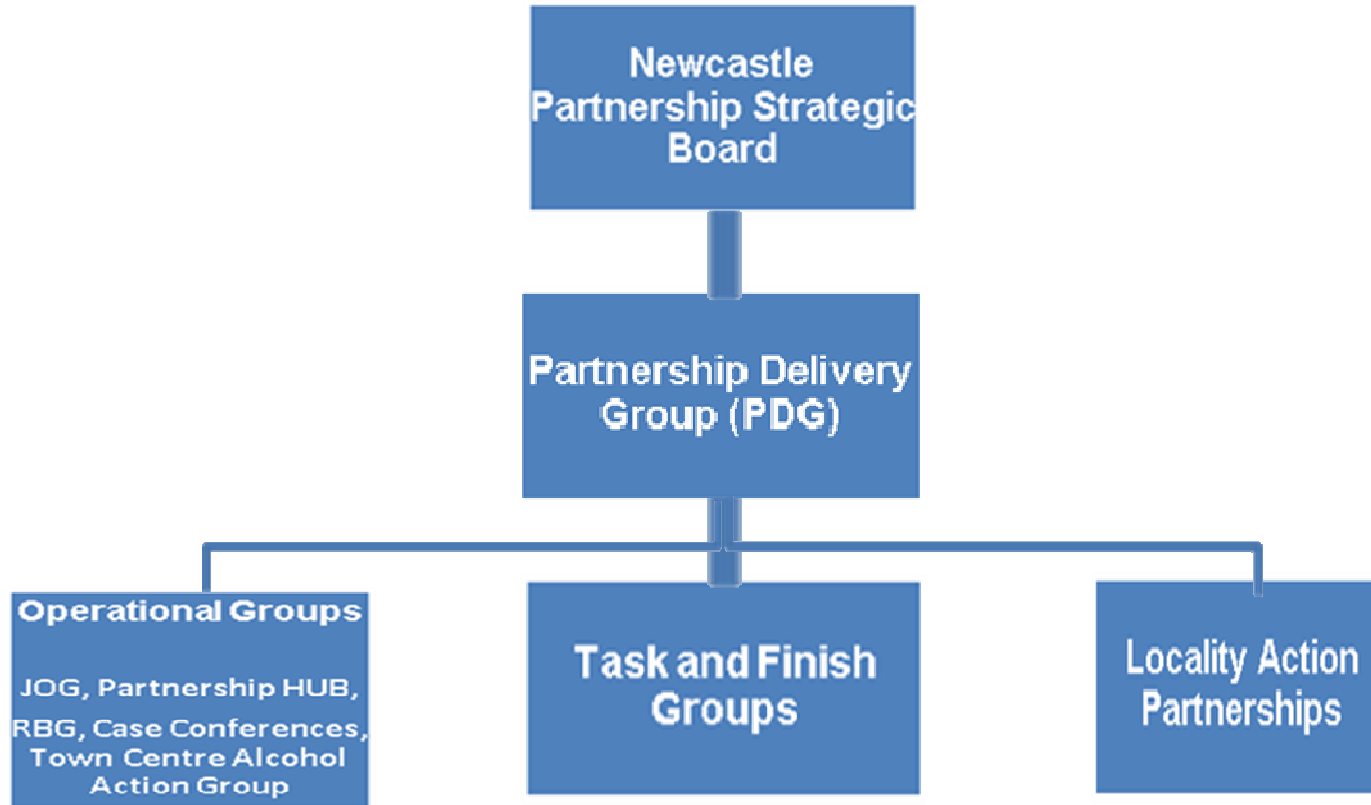 Newcastle
Partnership Strategic
Board
Partnership Delivery
Group (PDG)
Operational Groups
JOG, Partnership HUB,
RBG, Case Conferences,
Town Centre Alcohol
Action Group
Task and Finish
Groups
Locality Action
Partnerships